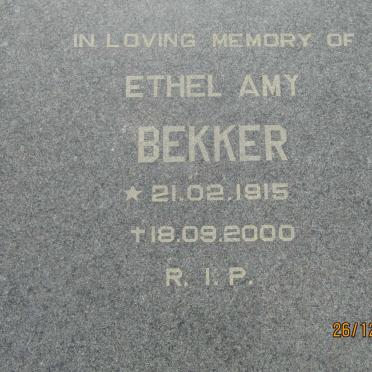 IN LOVING MEMORY OF
ETHEL AMY
BEKKER
★ 21.02.1915
†18.09.2000
R. I. P.
26/12